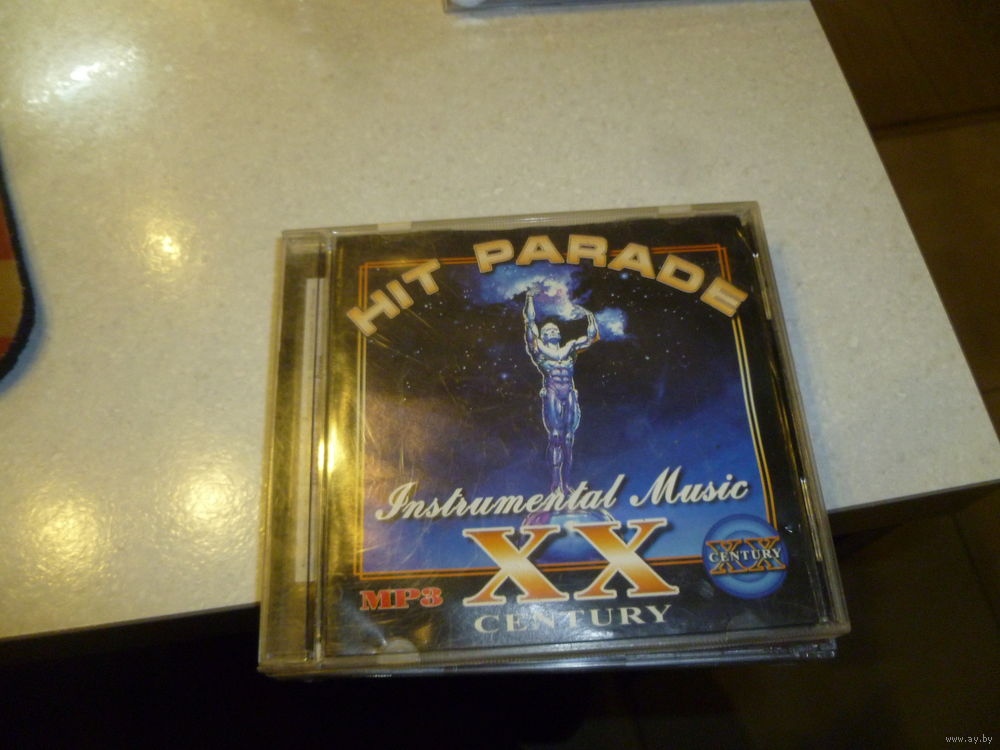 HIT PARADE
Instrumental Music
XX
CENTURY
MP3
XX
CENTURY
www.ay.by